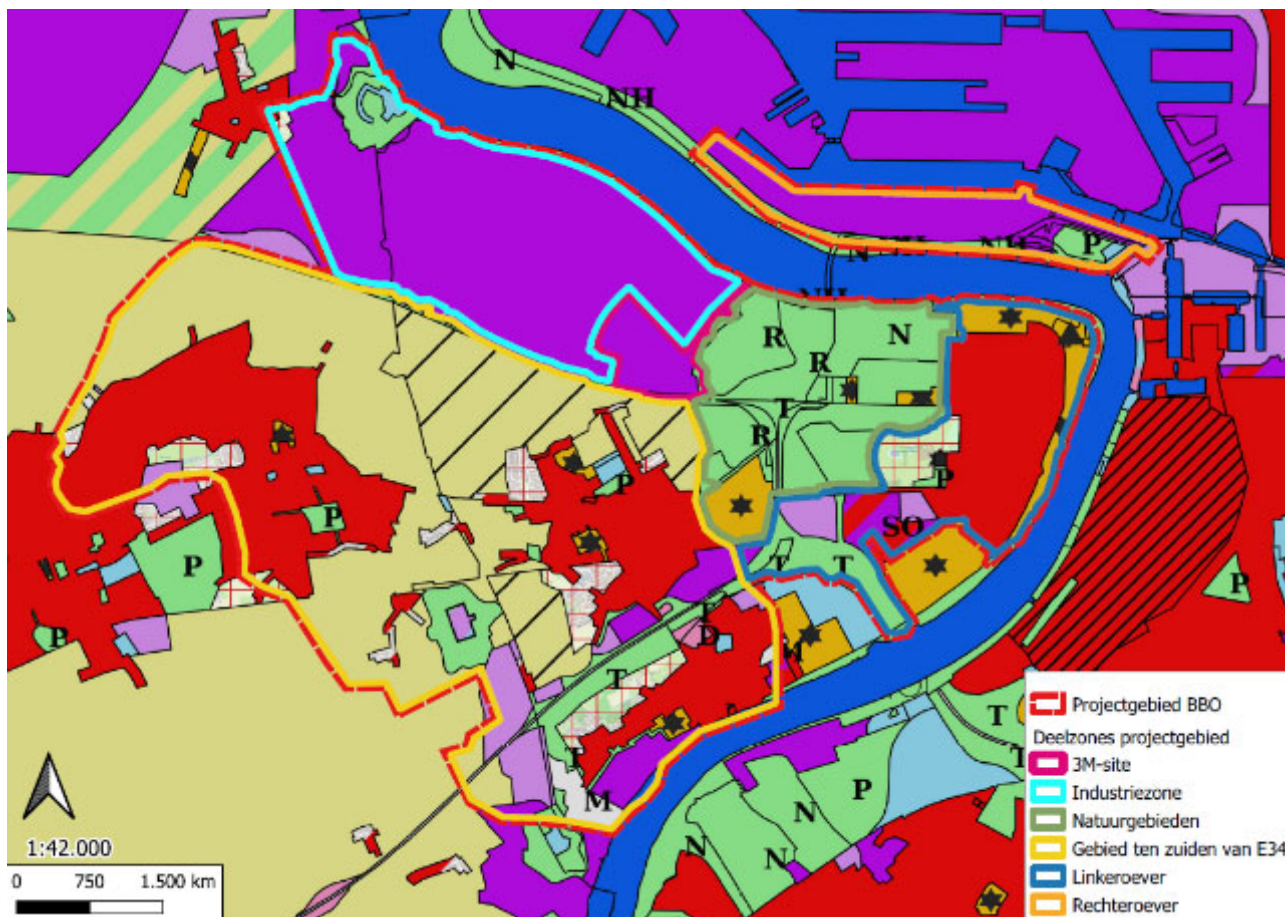 N
NH
P
N
R
N
R
T
R
P
P
SO
P
P
P
T
T
T
D
P
M
T
T
T
M
N
P
N
N
Projectgebied BBO
Deelzones projectgebied
3M-site
Industriezone
Natuurgebieden
Gebied ten zuiden van E34
Linkeroever
Rechteroever
1:42.000
0 750 1.500 km